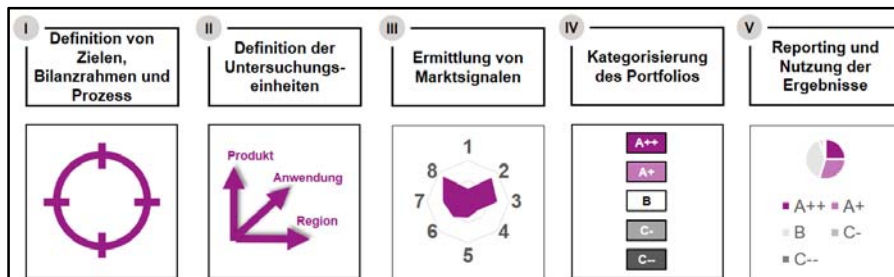 I
Definition von
Zielen,
Bilanzrahmen und
Prozess
II
Definition der
Untersuchungs-
einheiten
III
Ermittlung von
Marktsignalen
IV
Kategorisierung
des Portfolios
V
Reporting und
Nutzung der
Ergebnisse
Produkt
Anwendung
Region
1
2
3
4
5
6
7
8
A++
A+
B
C-
C--
A++ A+
B C-
C--